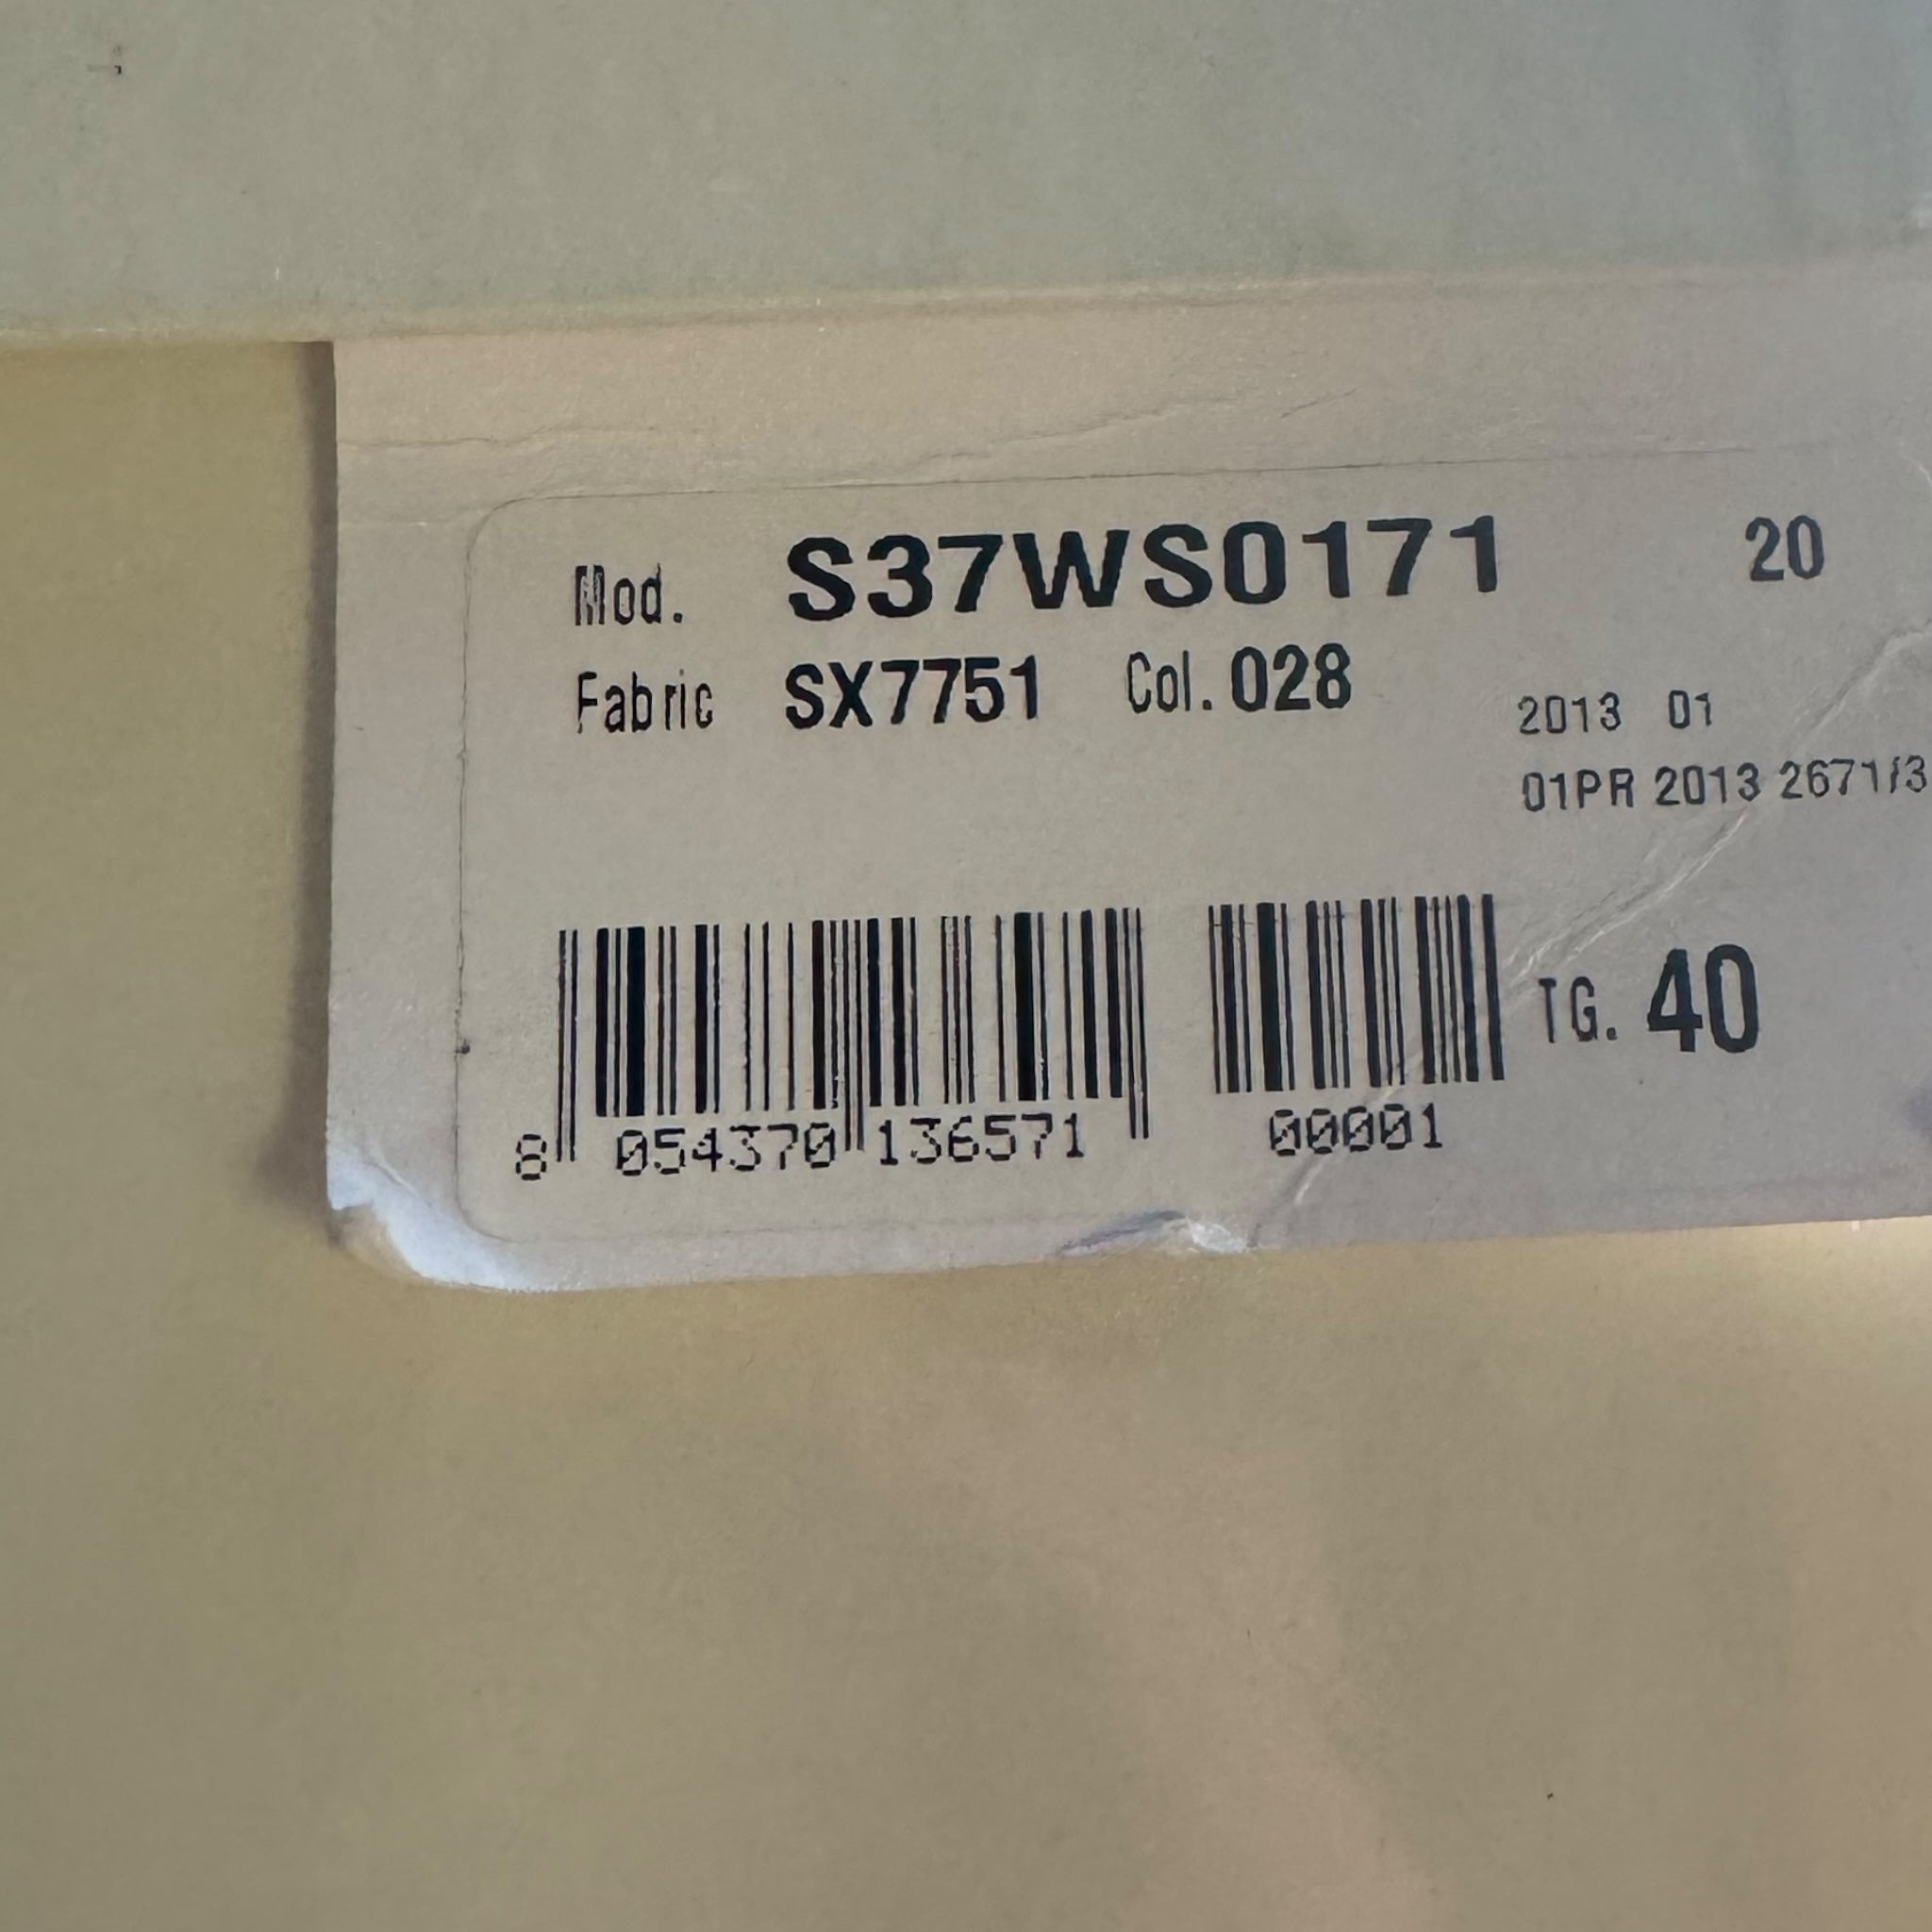 Mod. S37WS0171 20
Fabric SX7751 Col. 028
2013 01
01PR 2013 2671/3
TG. 40
8 054370 136571 00001